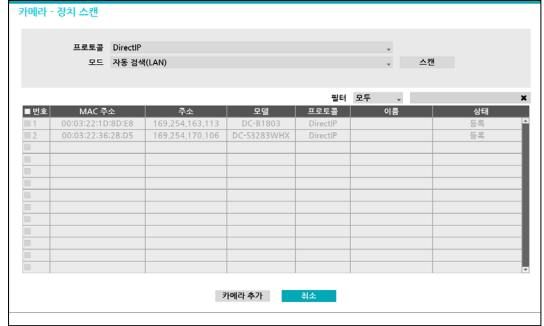 카메라 - 장치 스캔
프로토콜 DirectIP
모드 자동 검색(LAN) 스캔
필터 모두 ✖
번호 MAC 주소 주소 모델 프로토콜 이름 상태
1 00:03:22:1D:8D:E8 169,254,163,113 DC-B1803 DirectIP 등록
2 00:03:22:36:2B:D5 169,254,170,106 DC-S3283WHX DirectIP 등록
카메라 추가 취소